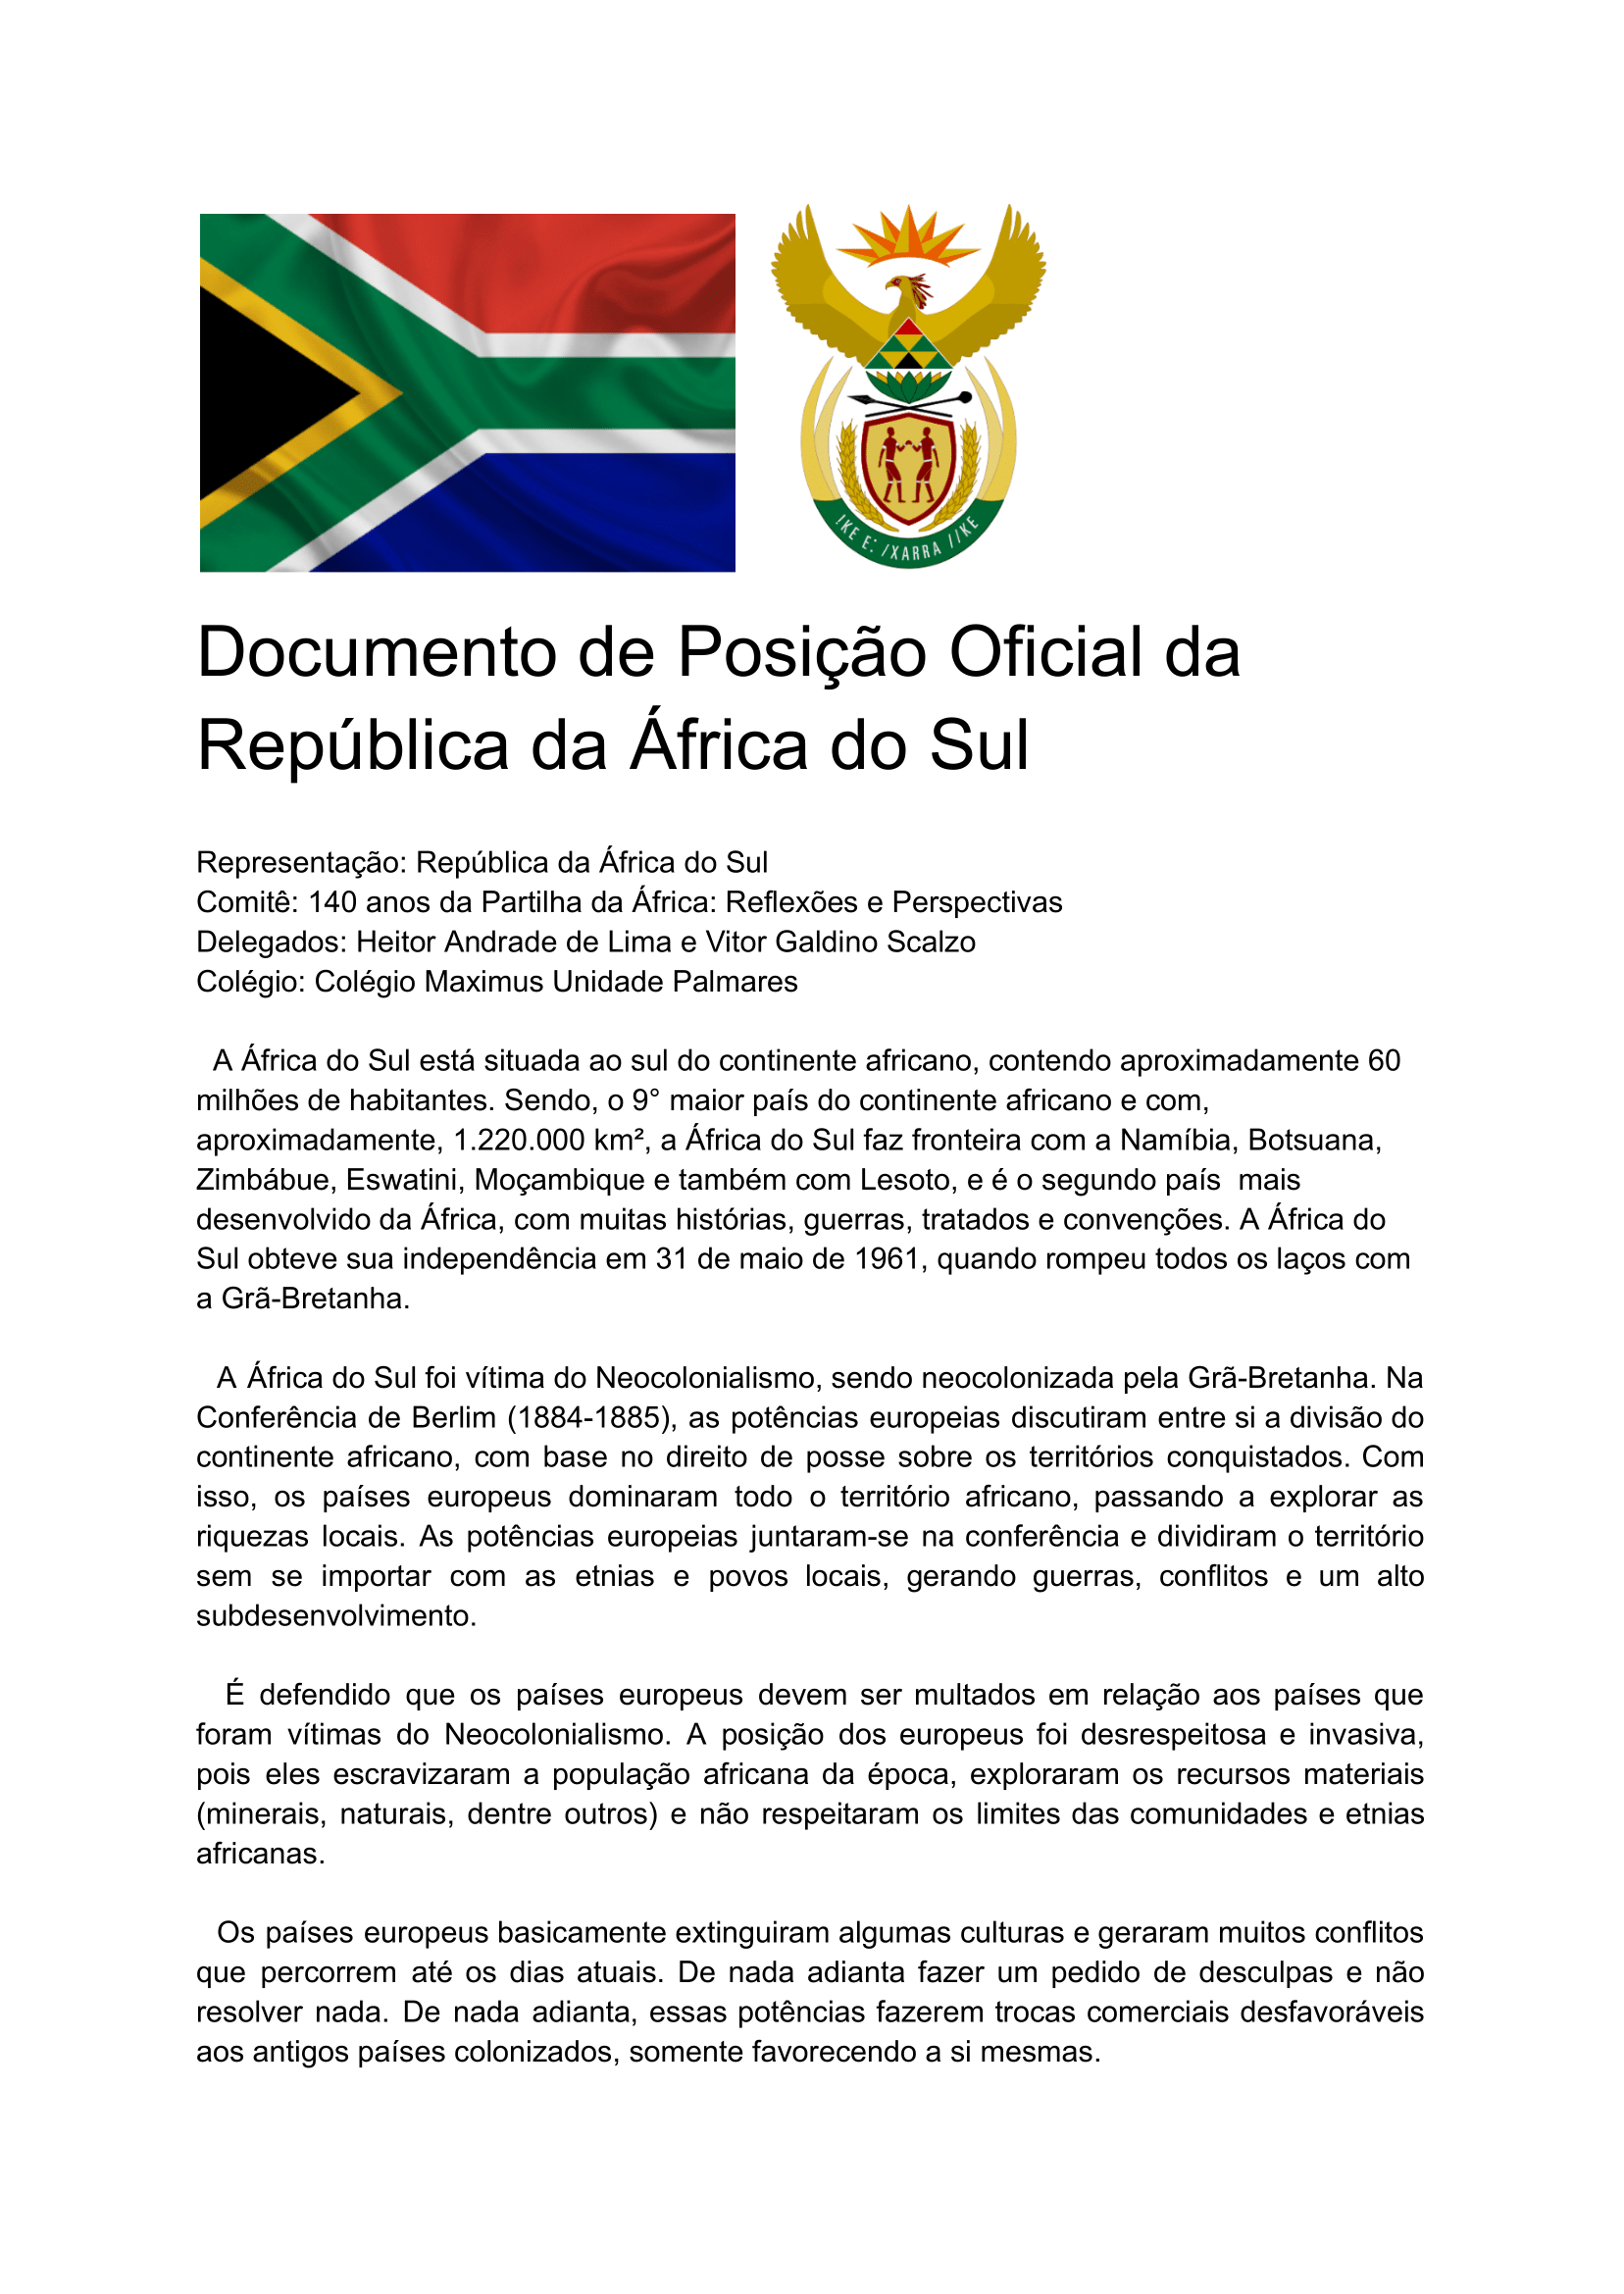 !KE E: /XARRA //KE
Documento de Posição Oficial da
República da África do Sul
Representação: República da África do Sul
Comitê: 140 anos da Partilha da África: Reflexões e Perspectivas
Delegados: Heitor Andrade de Lima e Vitor Galdino Scalzo
Colégio: Colégio Maximus Unidade Palmares
A África do Sul está situada ao sul do continente africano, contendo aproximadamente 60
milhões de habitantes. Sendo, o 9° maior país do continente africano e com,
aproximadamente, 1.220.000 km², a África do Sul faz fronteira com a Namíbia, Botsuana,
Zimbábue, Eswatini, Moçambique e também com Lesoto, e é o segundo país  mais
desenvolvido da África, com muitas histórias, guerras, tratados e convenções. A África do
Sul obteve sua independência em 31 de maio de 1961, quando rompeu todos os laços com
a Grã-Bretanha.
A África do Sul foi vítima do Neocolonialismo, sendo neocolonizada pela Grã-Bretanha. Na
Conferência de Berlim (1884-1885), as potências europeias discutiram entre si a divisão do
continente africano, com base no direito de posse sobre os territórios conquistados. Com
isso, os países europeus dominaram todo o território africano, passando a explorar as
riquezas locais. As potências europeias juntaram-se na conferência e dividiram o território
sem se importar com as etnias e povos locais, gerando guerras, conflitos e um alto
subdesenvolvimento.
É defendido que os países europeus devem ser multados em relação aos países que
foram vítimas do Neocolonialismo. A posição dos europeus foi desrespeitosa e invasiva,
pois eles escravizaram a população africana da época, exploraram os recursos materiais
(minerais, naturais, dentre outros) e não respeitaram os limites das comunidades e etnias
africanas.
Os países europeus basicamente extinguiram algumas culturas e geraram muitos conflitos
que percorrem até os dias atuais. De nada adianta fazer um pedido de desculpas e não
resolver nada. De nada adianta, essas potências fazerem trocas comerciais desfavoráveis
aos antigos países colonizados, somente favorecendo a si mesmas.